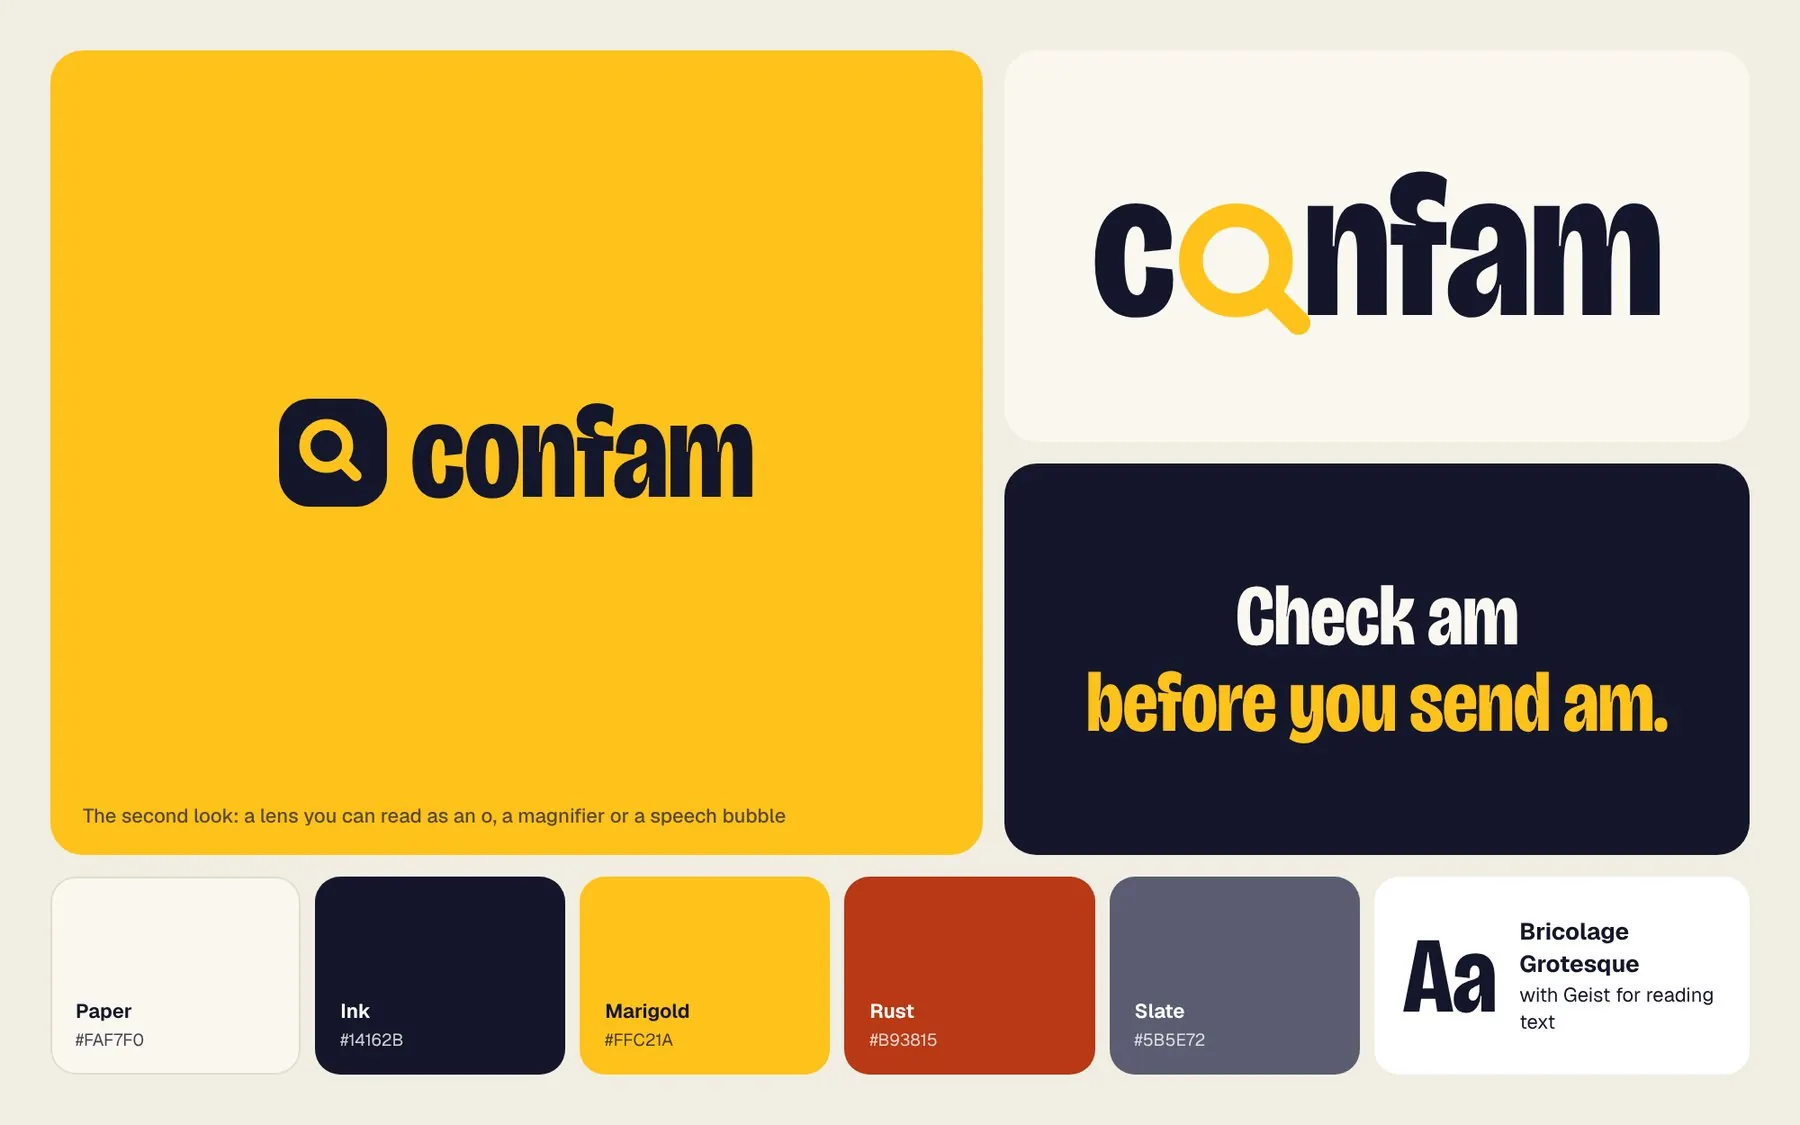 confam
confam
Check am
before you send am.
The second look: a lens you can read as an o, a magnifier or a speech bubble
Paper
#FAF7F0
Ink
#14162B
Marigold
#FFC21A
Rust
#B93815
Slate
#5B5E72
Aa
Bricolage
Grotesque
with Geist for reading
text